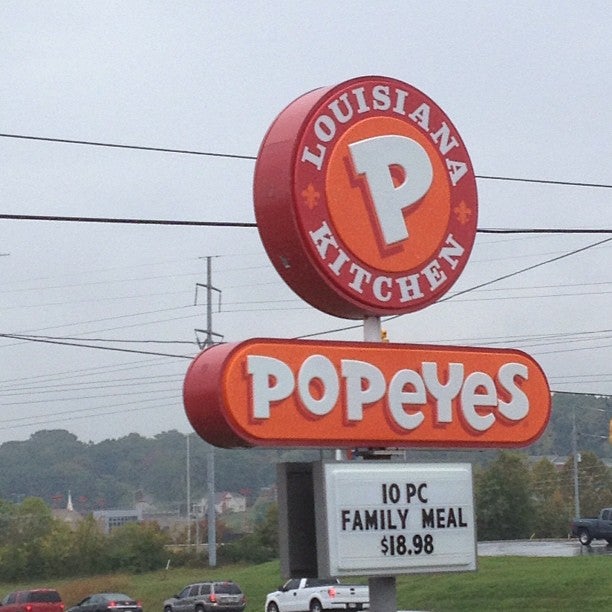 LOUISIANA
P
KITCHEN
POPEYES
10 PC
FAMILY MEAL
$18.98